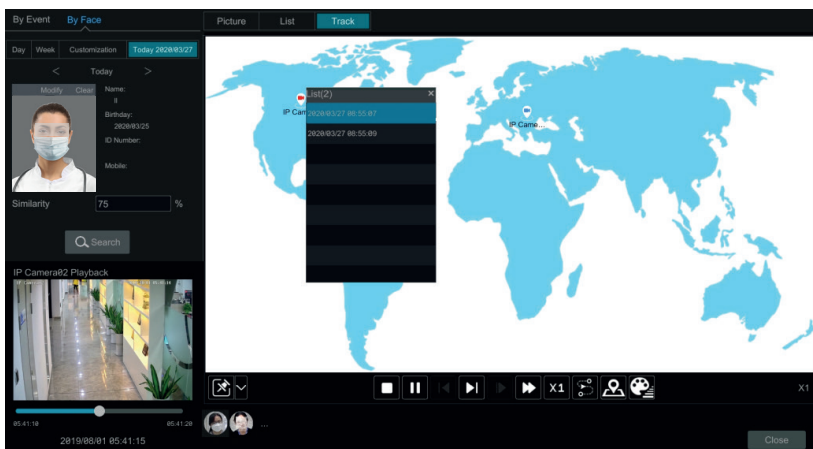 By Event By Face
Picture List Track
Day Week Customization Today 2020/03/27
< Today >
Modify Clear
Name:
Birthday:
2020/03/25
ID Number:
Mobile:
Similarity 75 %
Search
List(2) ×
2020/03/27 08:55:07
2020/03/27 08:55:09
IP Cam
IP Came...
IP Camera02 Playback
05:41:10 05:41:20
2019/08/01 05:41:15
X1
X1
...
Close